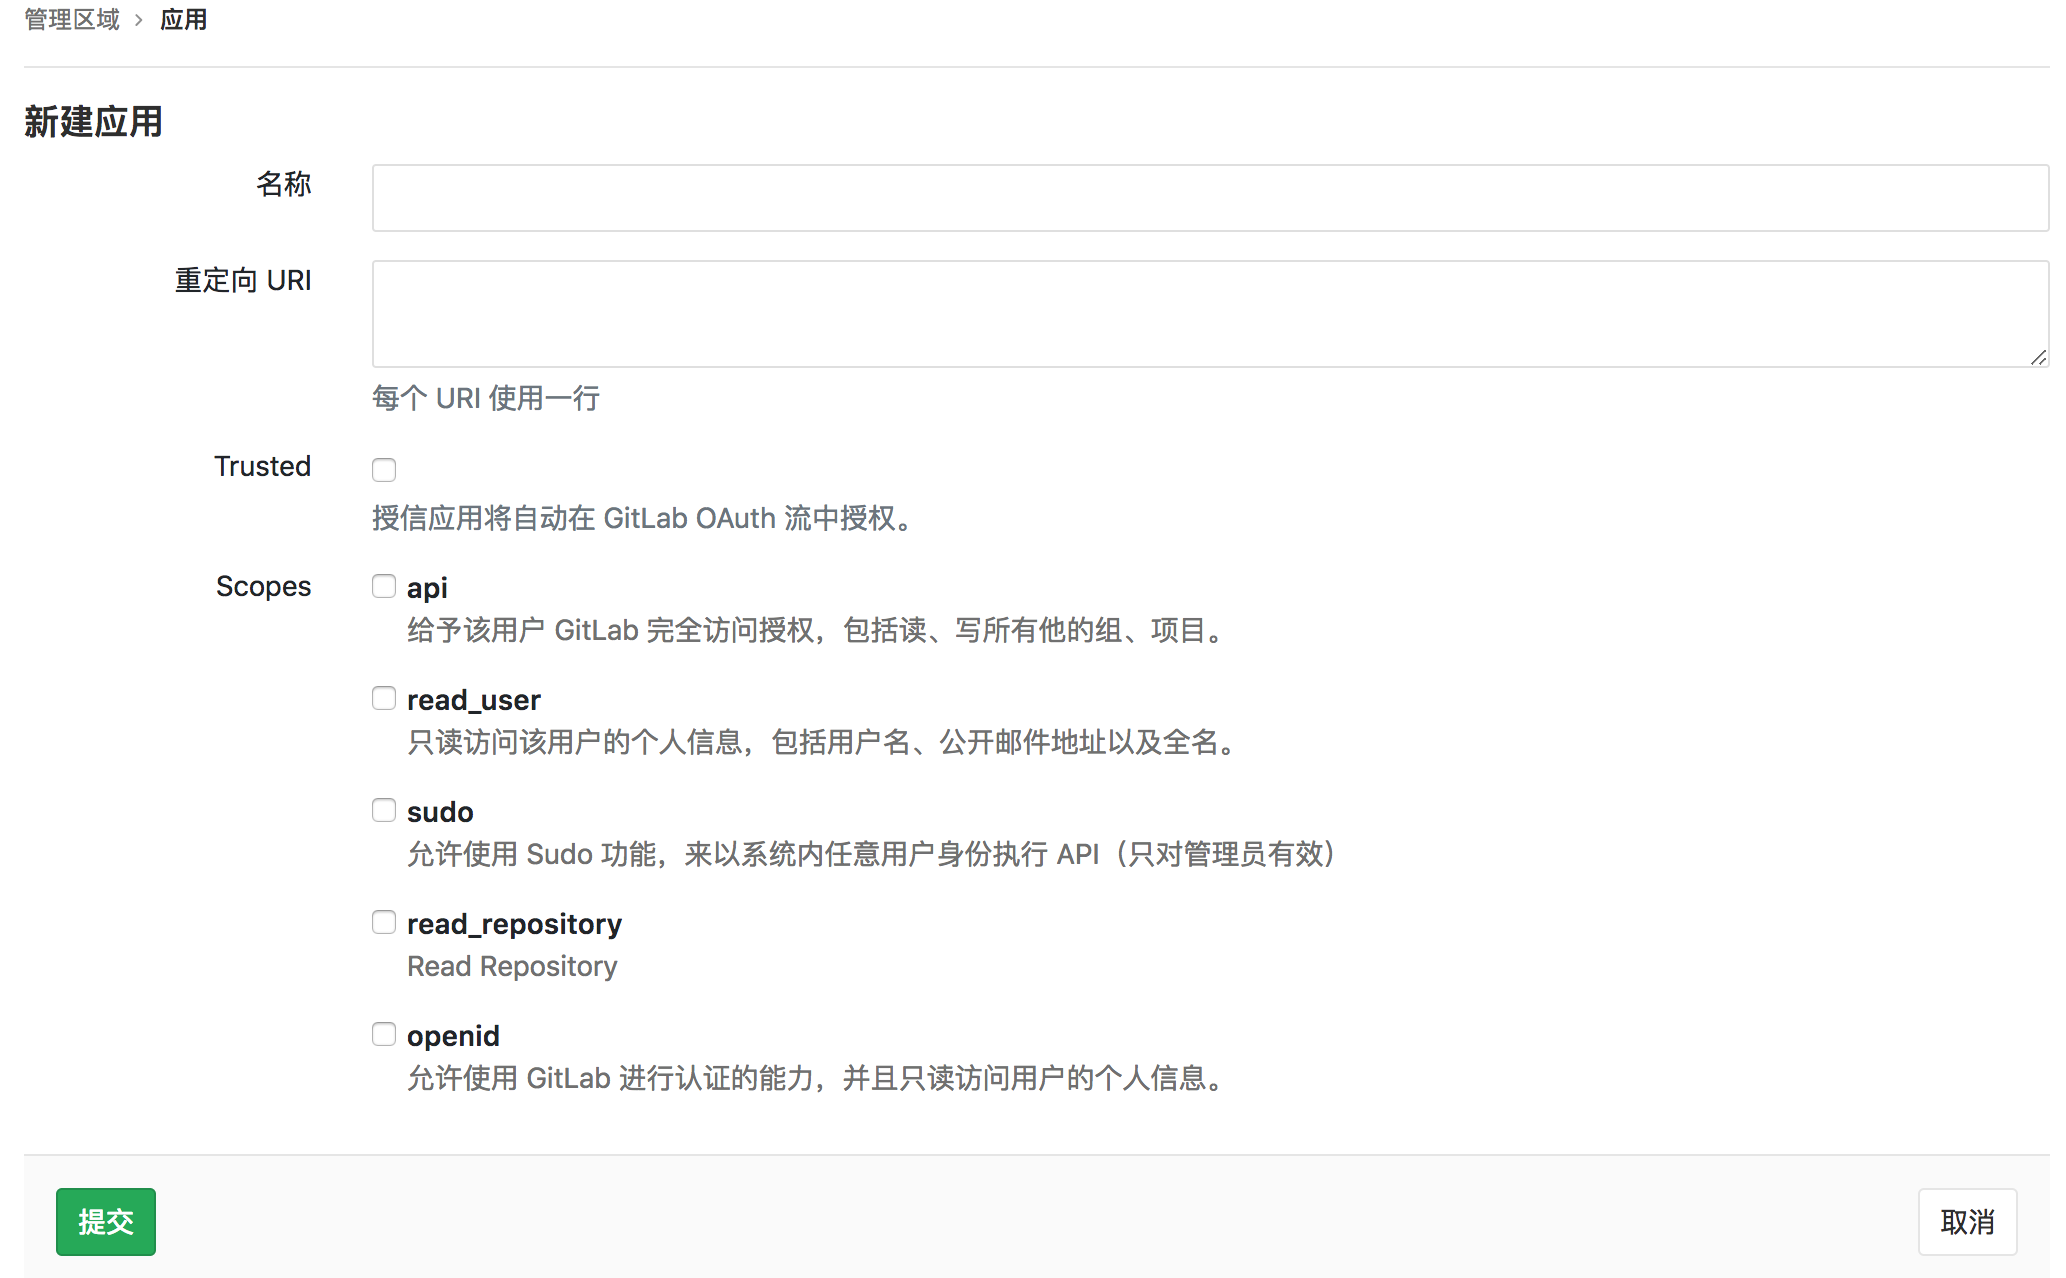 管理区域 › 应用
新建应用
名称
重定向 URI
每个 URI 使用一行
Trusted
授信应用将自动在 GitLab OAuth 流中授权。
Scopes
api
给予该用户 GitLab 完全访问授权，包括读、写所有他的组、项目。
read_user
只读访问该用户的个人信息，包括用户名、公开邮件地址以及全名。
sudo
允许使用 Sudo 功能，来以系统内任意用户身份执行 API（只对管理员有效）
read_repository
Read Repository
openid
允许使用 GitLab 进行认证的能力，并且只读访问用户的个人信息。
提交
取消